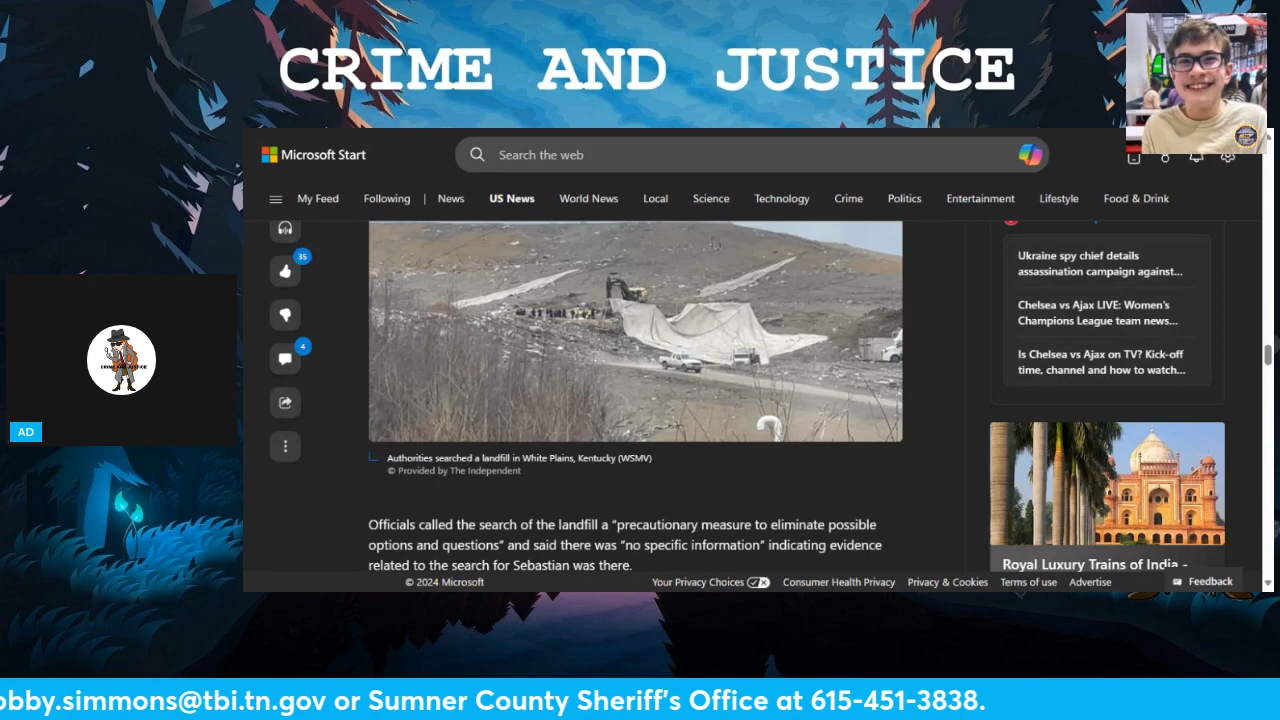 CRIME AND JUSTICE
Microsoft Start
Search the web
My Feed
Following
News
US News
World News
Local
Science
Technology
Crime
Politics
Entertainment
Lifestyle
Food & Drink
35
4
CRIME AND JUSTICE
AD
Authorities searched a landfill in White Plains, Kentucky (WSMV)
© Provided by The Independent
Officials called the search of the landfill a "precautionary measure to eliminate possible
options and questions" and said there was "no specific information" indicating evidence
related to the search for Sebastian was there.
Ukraine spy chief details
assassination campaign against...
Chelsea vs Ajax LIVE: Women's
Champions League team news...
Is Chelsea vs Ajax on TV? Kick-off
time, channel and how to watch...
Royal Luxury Trains of India -
© 2024 Microsoft
Your Privacy Choices
Consumer Health Privacy
Privacy & Cookies
Terms of use
Advertise
Feedback
obby.simmons@tbi.tn.gov or Sumner County Sheriff's Office at 615-451-3838.